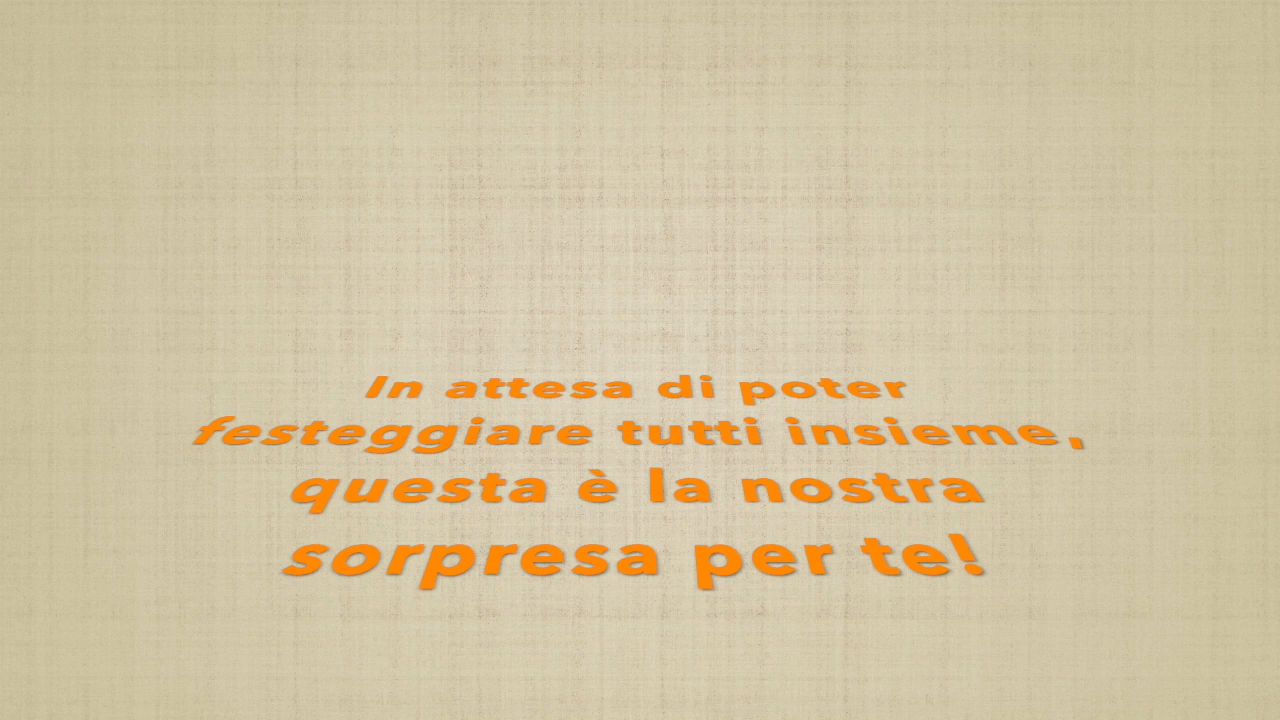 In attesa di poter
festeggiare tutti insieme,
questa è la nostra
sorpresa per te!